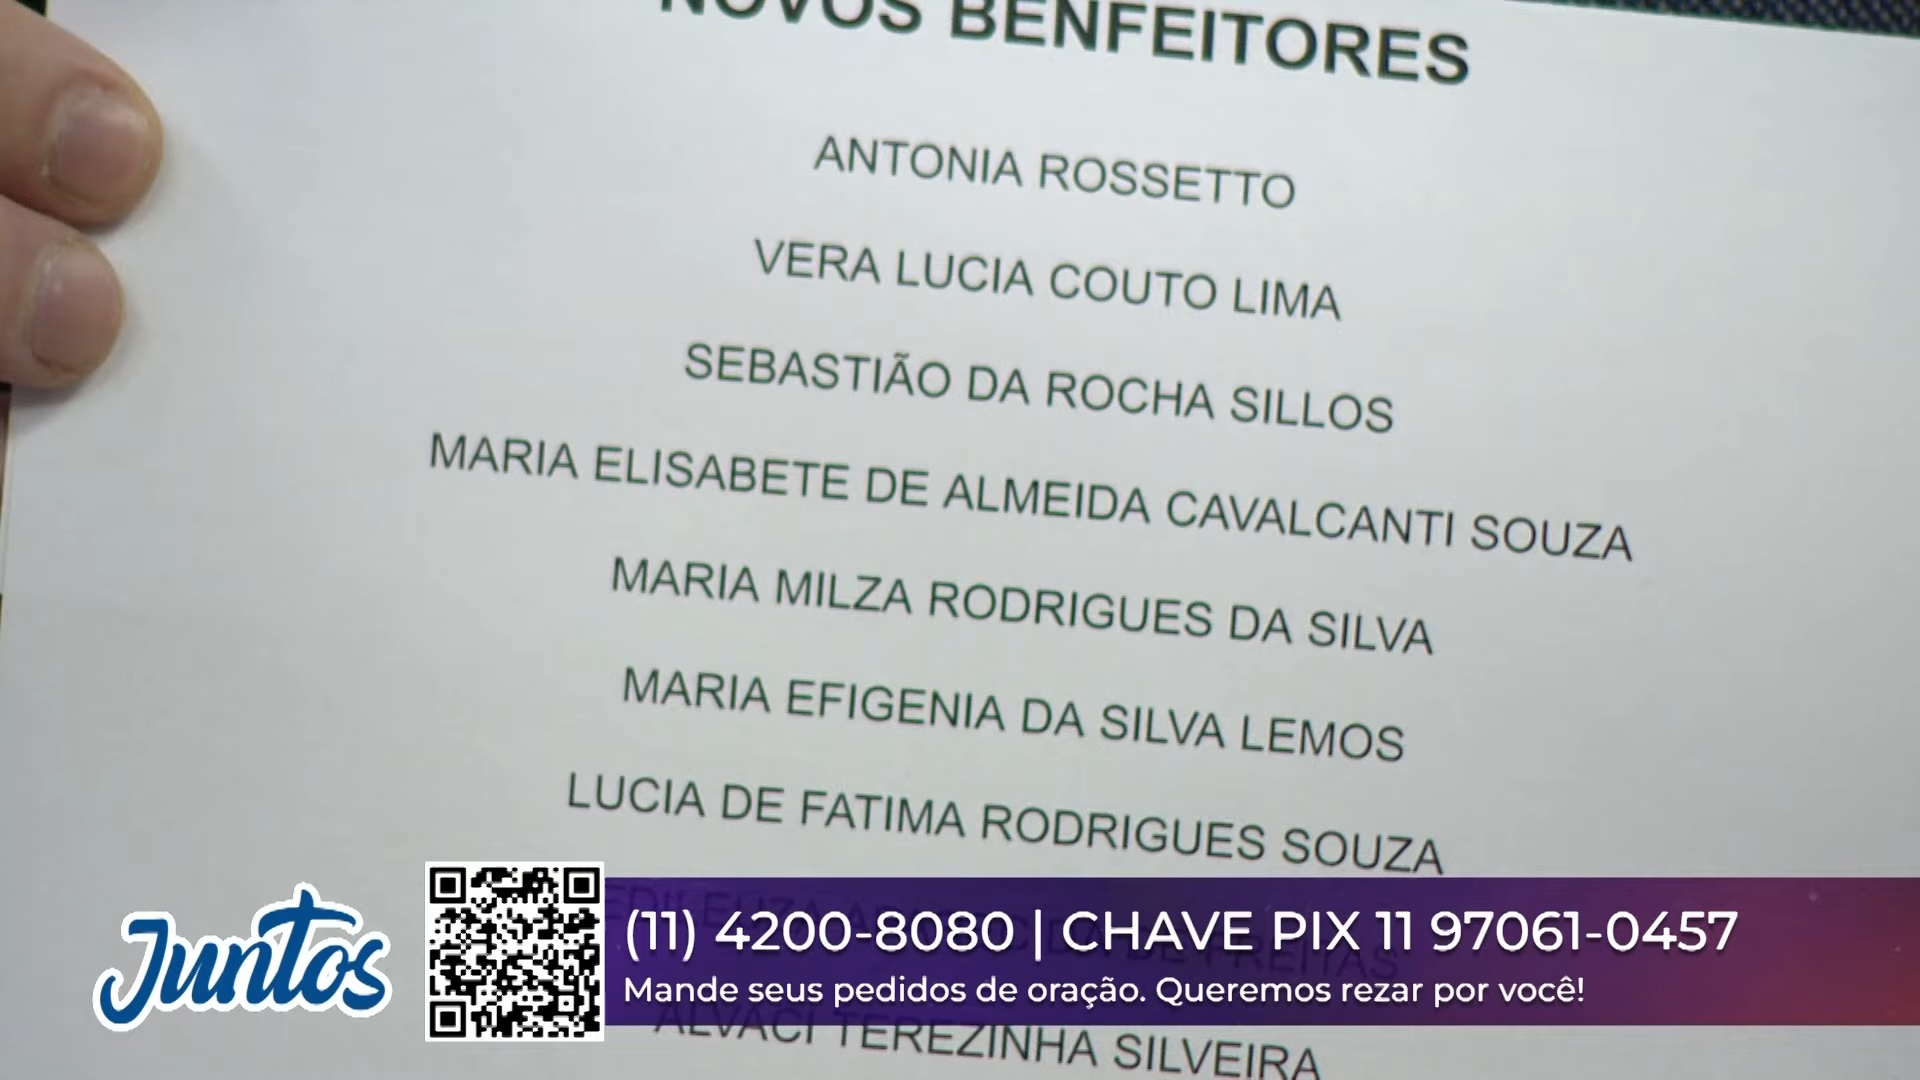 NOVOS BENFEITORES
ANTONIA ROSSETTO
VERA LUCIA COUTO LIMA
SEBASTIÃO DA ROCHA SILLOS
MARIA ELISABETE DE ALMEIDA CAVALCANTI SOUZA
MARIA MILZA RODRIGUES DA SILVA
MARIA EFIGENIA DA SILVA LEMOS
LUCIA DE FATIMA RODRIGUES SOUZA
Juntos
(11) 4200-8080 | CHAVE PIX 11 97061-0457
Mande seus pedidos de oração. Queremos rezar por você!
ALVACI TEREZINHA SILVEIRA